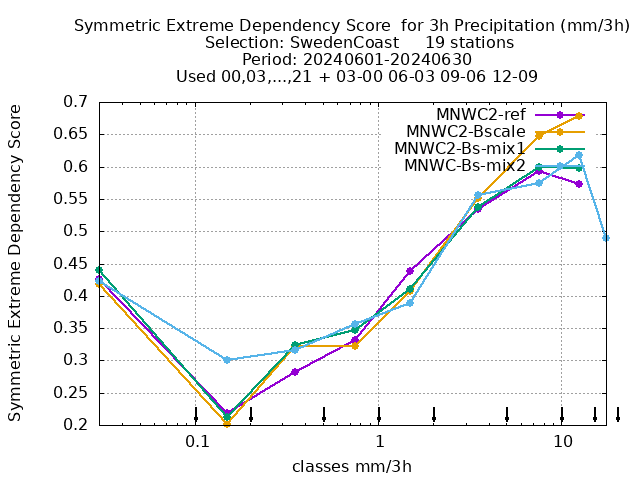 Symmetric Extreme Dependency Score  for 3h Precipitation (mm/3h)
Selection: SwedenCoast     19 stations
Period: 20240601-20240630
Used 00,03,...,21 + 03-00 06-03 09-06 12-09
MNWC2-ref
MNWC2-Bscale
MNWC2-Bs-mix1
MNWC-Bs-mix2
Symmetric Extreme Dependency Score
0.7
0.65
0.6
0.55
0.5
0.45
0.4
0.35
0.3
0.25
0.2
0.1
1
10
classes mm/3h